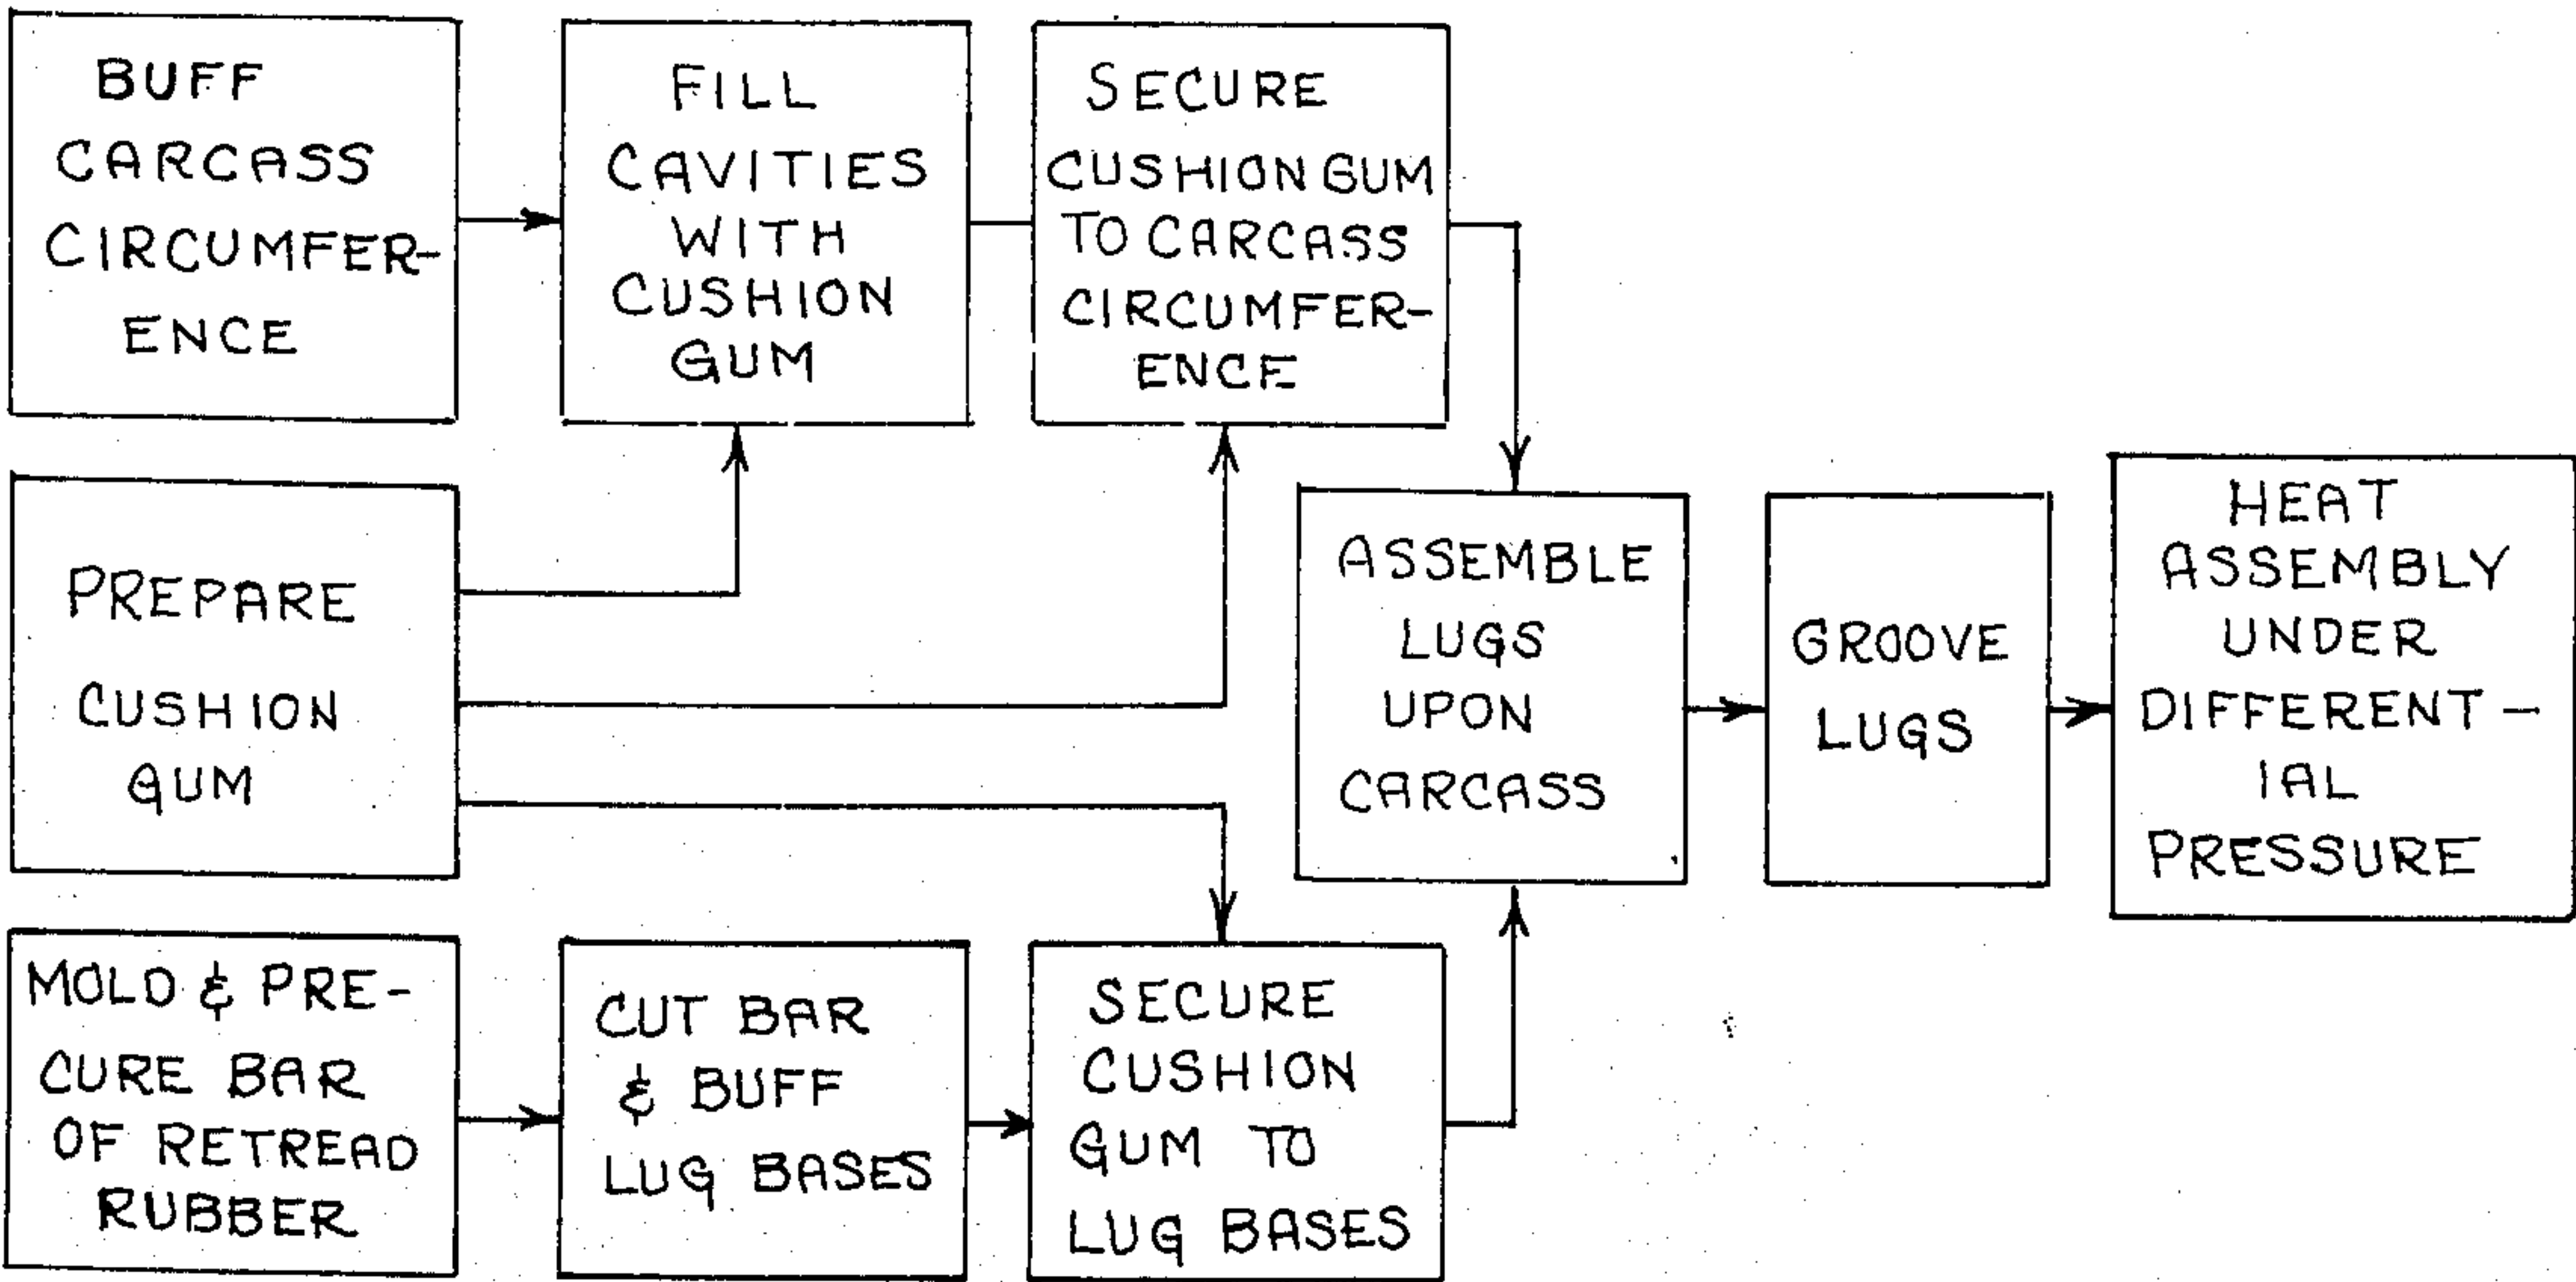 BUFF
CARCASS
CIRCUMFER-
ENCE
FILL
CAVITIES
WITH
CUSHION
GUM
SECURE
CUSHION GUM
TO CARCASS
CIRCUMFER-
ENCE
PREPARE
CUSHION
GUM
MOLD & PRE-
CURE BAR
OF RETREAD
RUBBER
CUT BAR
& BUFF
LUG BASES
SECURE
CUSHION
GUM TO
LUG BASES
ASSEMBLE
LUGS
UPON
CARCASS
GROOVE
LUGS
HEAT
ASSEMBLY
UNDER
DIFFERENT-
IAL
PRESSURE